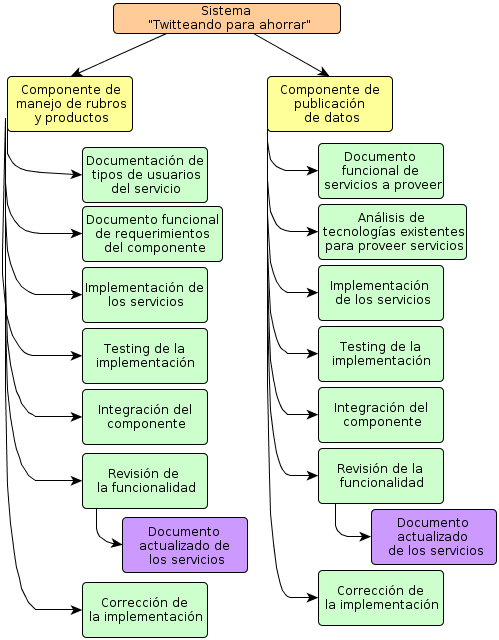 Sistema
"Twitteando para ahorrar"
Componente de
manejo de rubros
y productos
Documentación de
tipos de usuarios
del servicio
Documento funcional
de requerimientos
del componente
Implementación de
los servicios
Testing de la
implementación
Integración del
componente
Revisión de
la funcionalidad
Documento
actualizado de
los servicios
Corrección de
la implementación
Componente de
publicación
de datos
Documento
funcional de
servicios a proveer
Análisis de
tecnologías existentes
para proveer servicios
Implementación
de los servicios
Testing de la
implementación
Integración del
componente
Revisión de la
funcionalidad
Documento
actualizado
de los servicios
Corrección de
la implementación